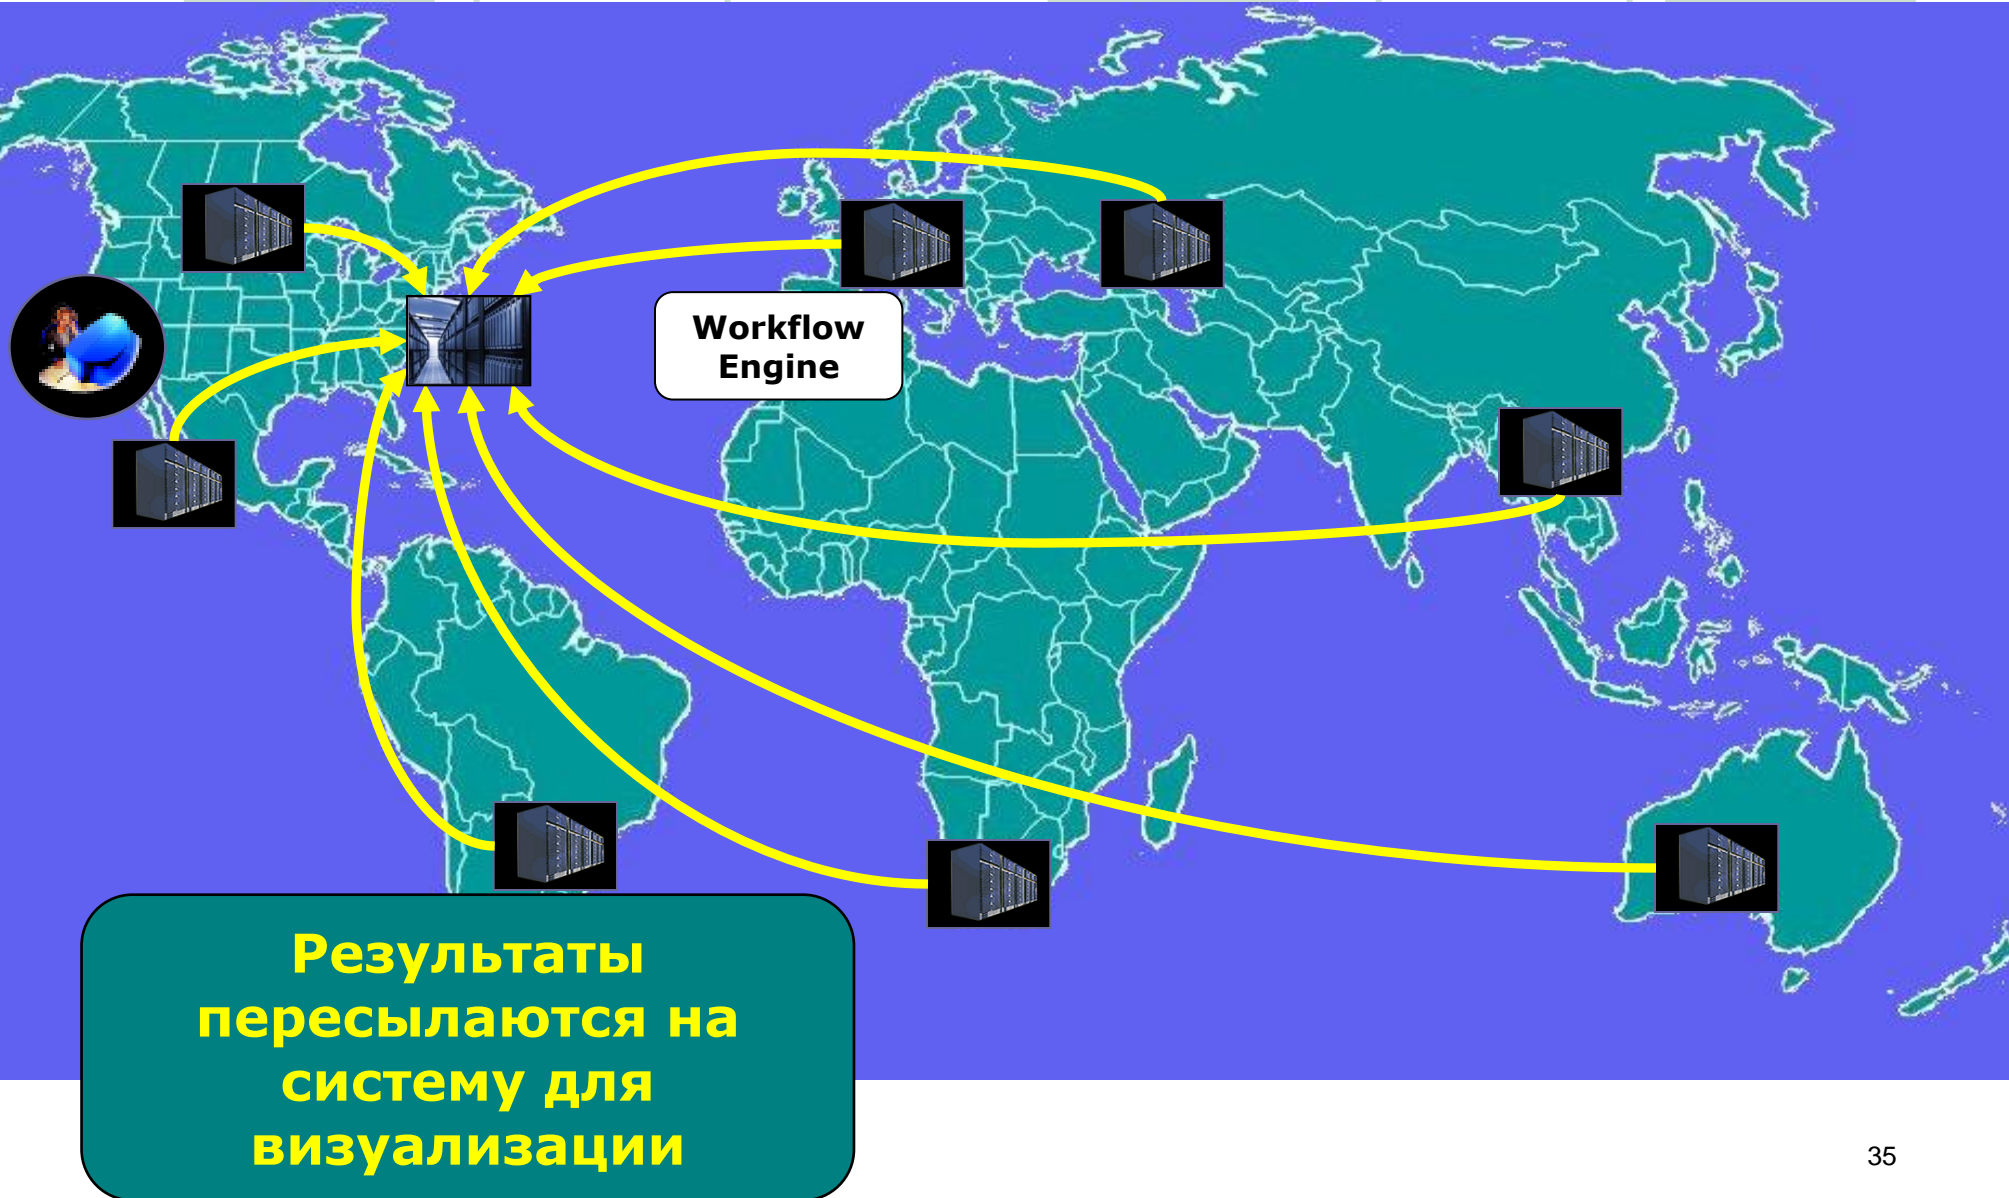 Workflow
Engine
Результаты
пересылаются на
систему для
визуализации
35